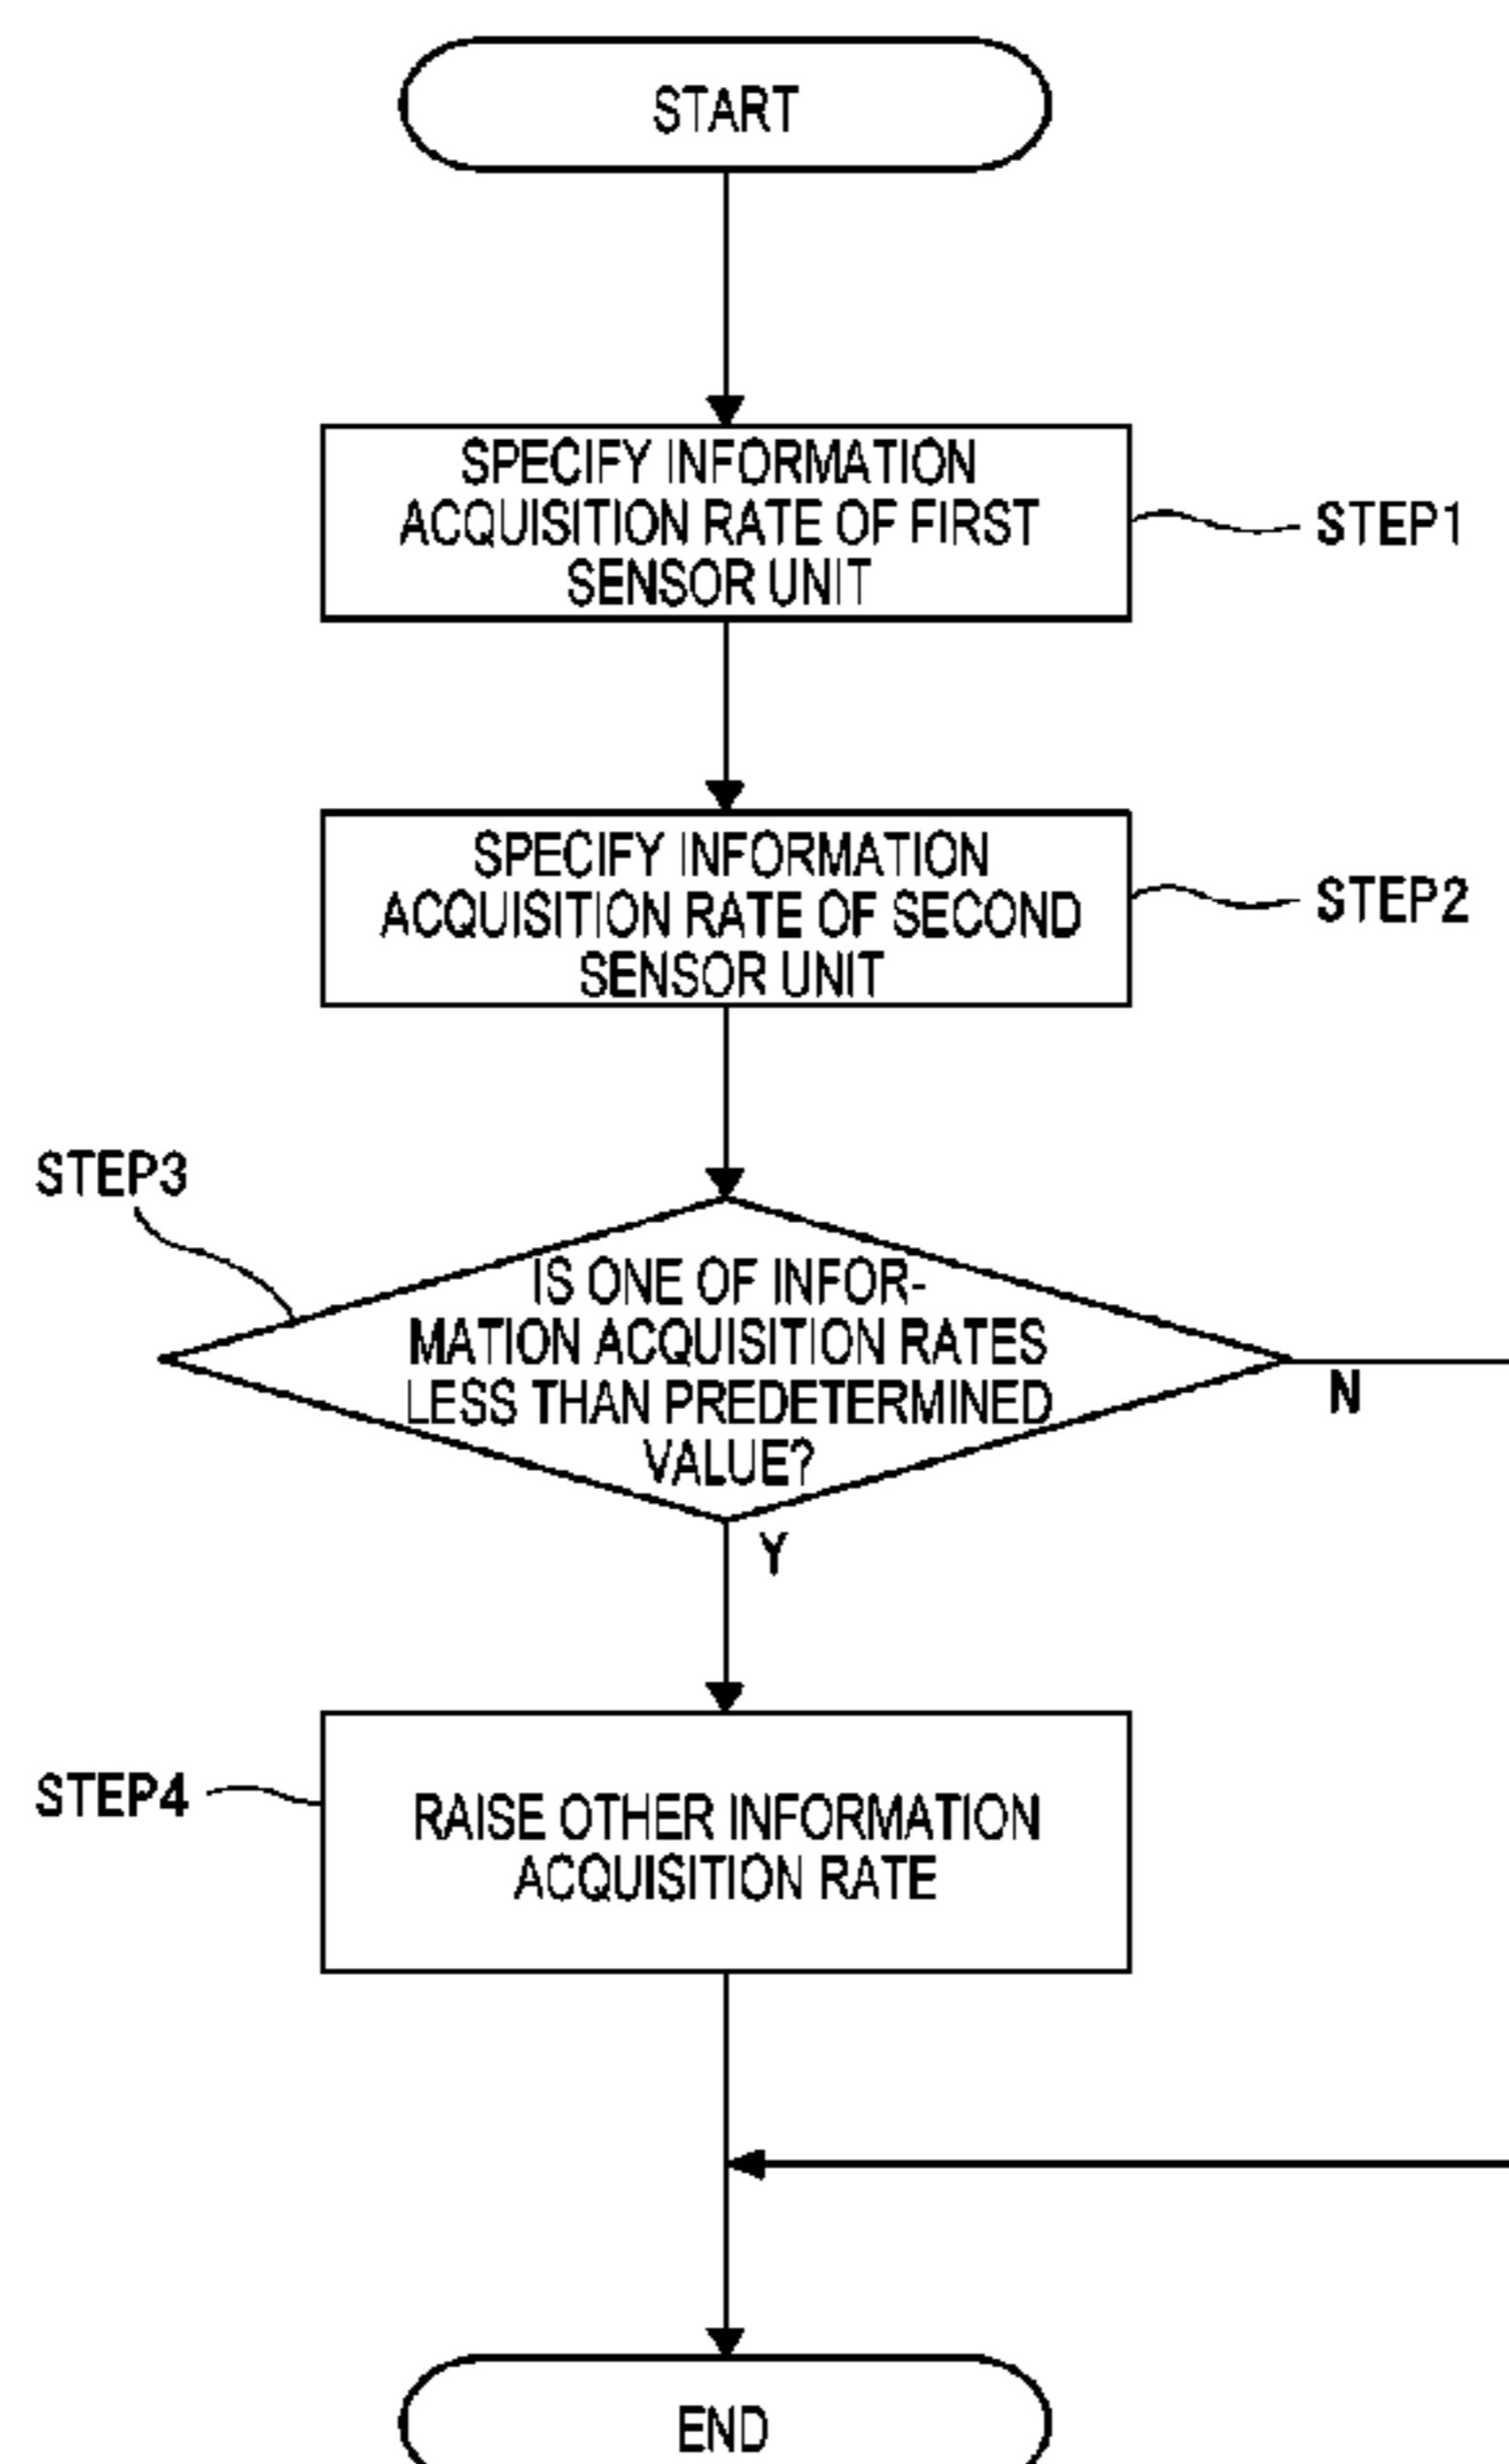 START
SPECIFY INFORMATION
ACQUISITION RATE OF FIRST
SENSOR UNIT
STEP1
SPECIFY INFORMATION
ACQUISITION RATE OF SECOND
SENSOR UNIT
STEP2
STEP3
IS ONE OF INFOR-
MATION ACQUISITION RATES
LESS THAN PREDETERMINED
VALUE?
N
Y
STEP4
RAISE OTHER INFORMATION
ACQUISITION RATE
END